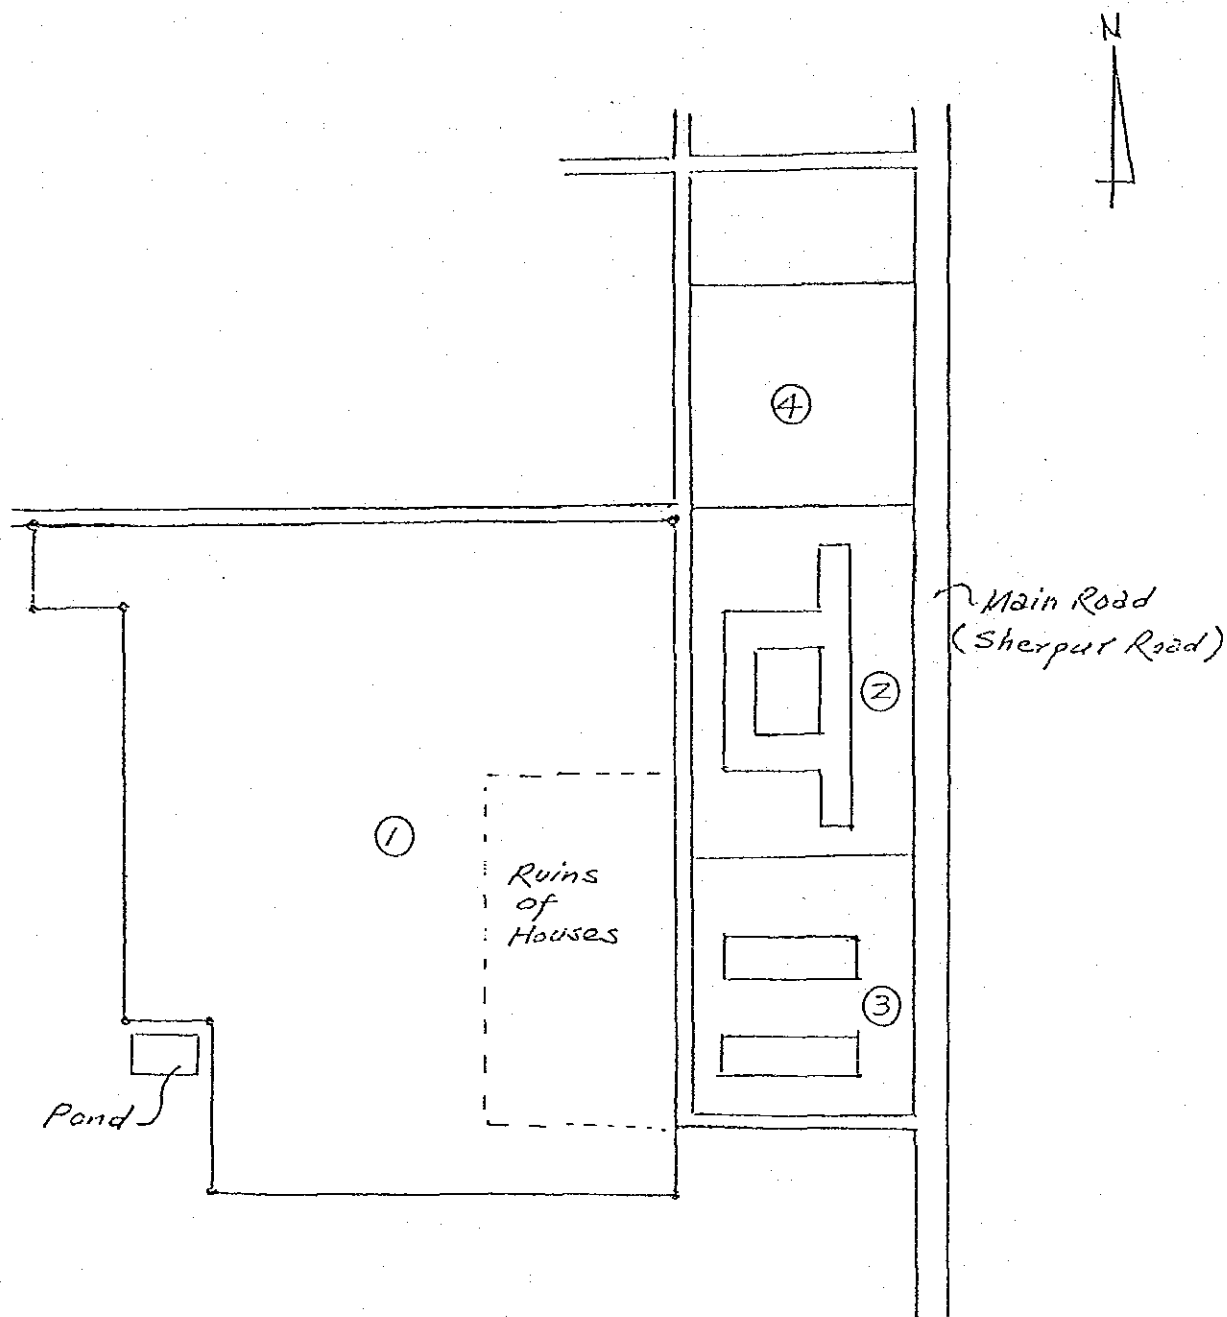 N
④
Main Road
(Sherpur Road)
②
①
Ruins
of
Houses
③
Pond